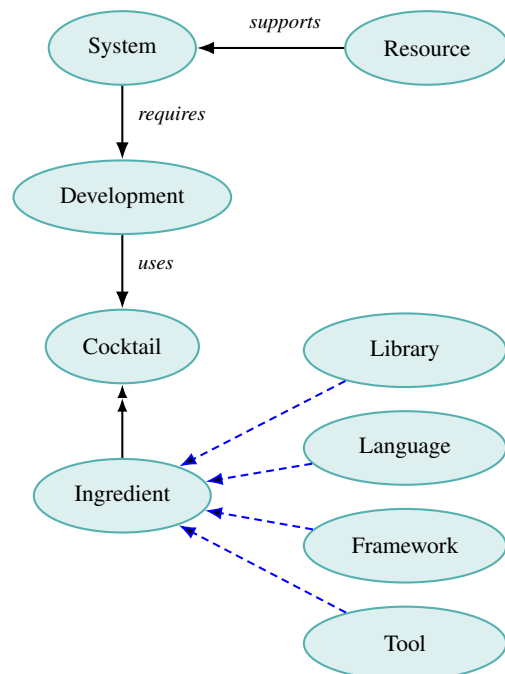 System
supports
Resource
requires
Development
uses
Cocktail
Library
Language
Ingredient
Framework
Tool